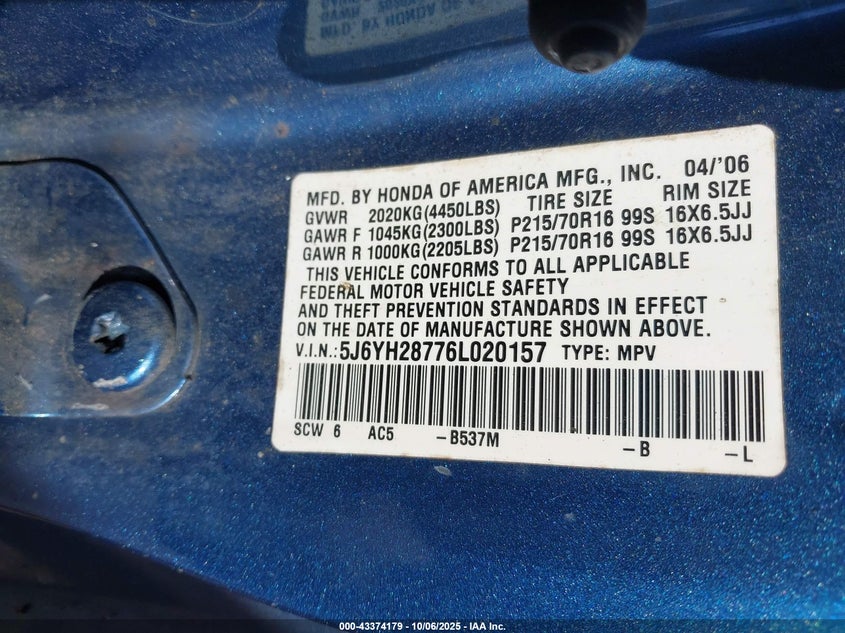 MFD. BY HONDA OF AMERICA MFG., INC. 04/'06
GVWR 2020KG(4450LBS) TIRE SIZE RIM SIZE
GAWR F 1045KG(2300LBS) P215/70R16 99S 16X6.5JJ
GAWR R 1000KG(2205LBS) P215/70R16 99S 16X6.5JJ
THIS VEHICLE CONFORMS TO ALL APPLICABLE
FEDERAL MOTOR VEHICLE SAFETY
AND THEFT PREVENTION STANDARDS IN EFFECT
ON THE DATE OF MANUFACTURE SHOWN ABOVE.
V.I.N.:5J6YH28776L020157 TYPE: MPV
SCW 6 AC5 -B537M -B -L
000-43374179 - 10/06/2025 - IAA Inc.